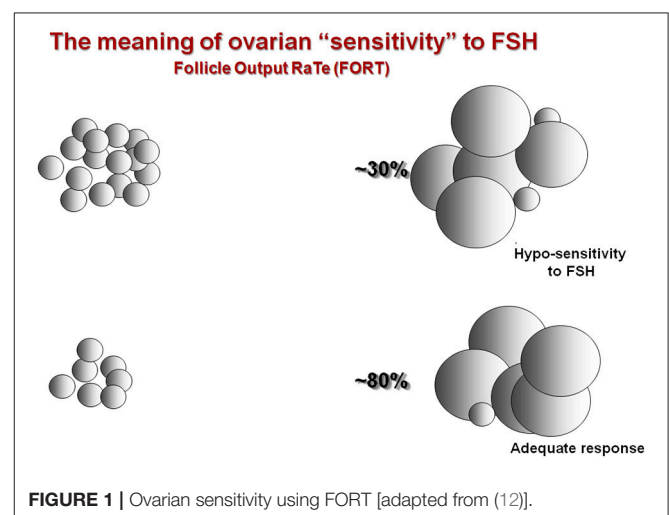 The meaning of ovarian “sensitivity” to FSH
Follicle Output RaTe (FORT)
~30%
Hypo-sensitivity
to FSH
~80%
Adequate response
FIGURE 1 | Ovarian sensitivity using FORT [adapted from (12)].